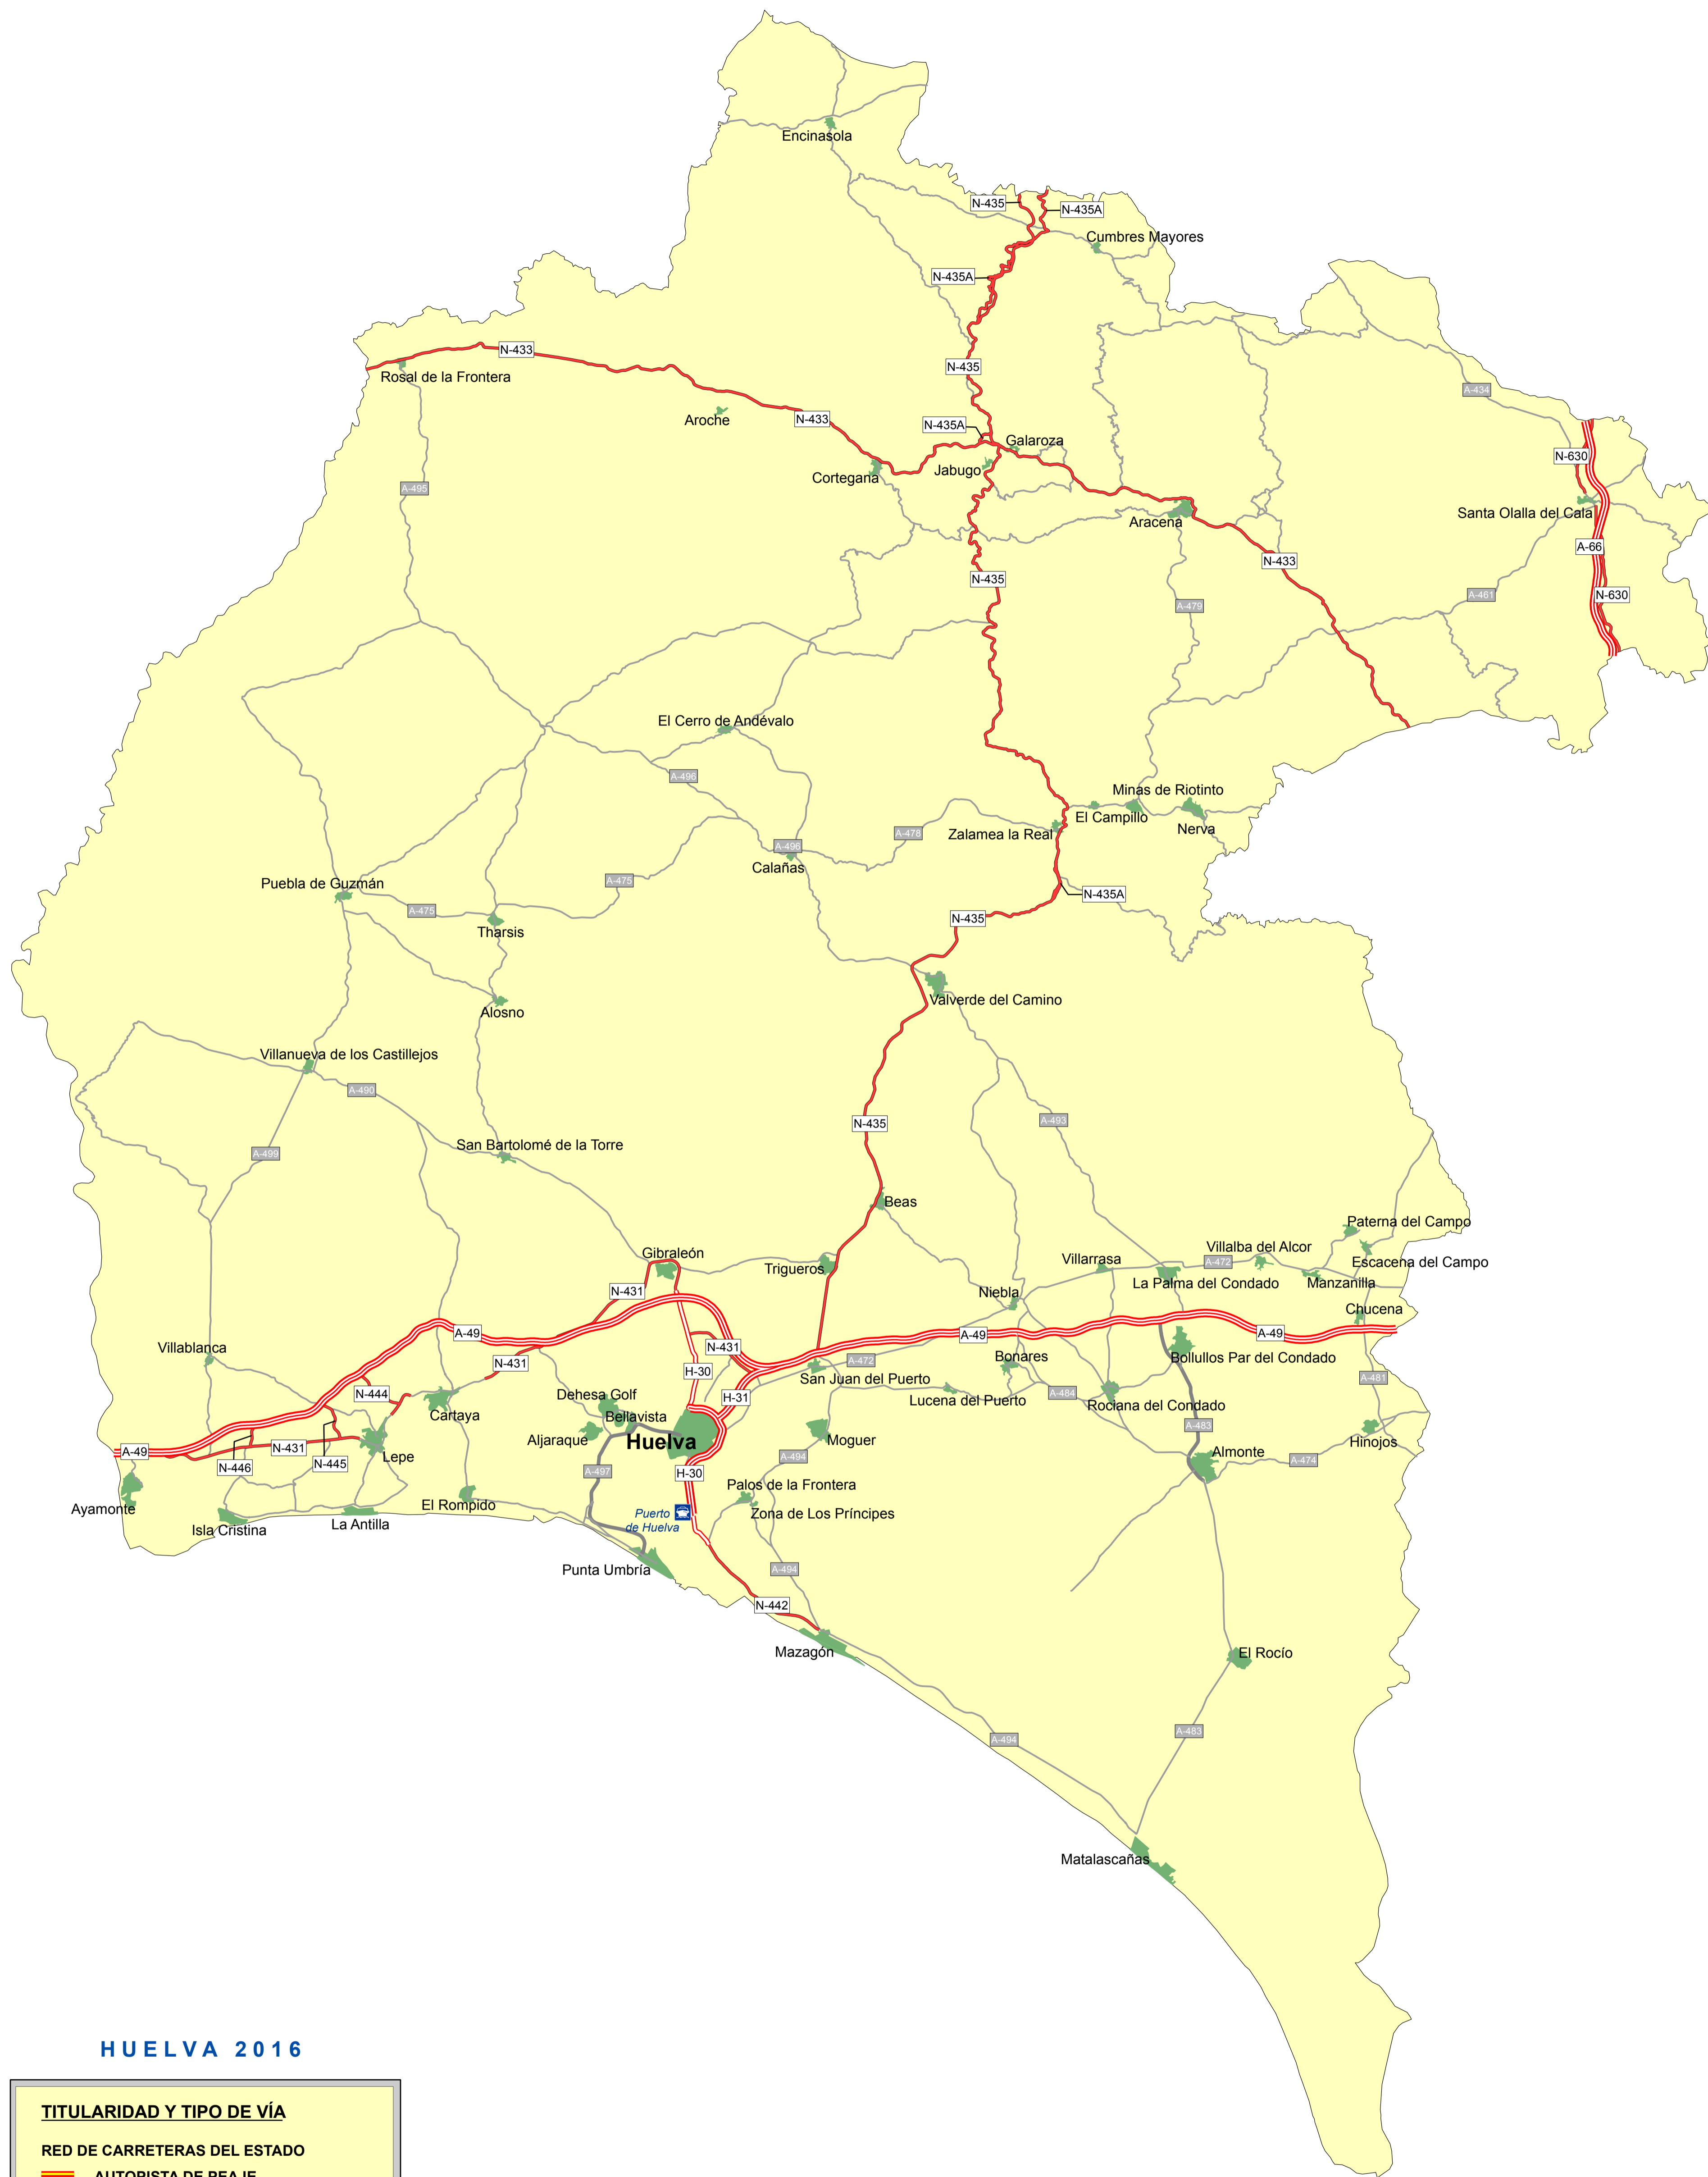 Encinasola
N-435
N-435A
Cumbres Mayores
N-435A
N-433
N-435
Rosal de la Frontera
A-434
Aroche
N-433
N-435A
Galaroza
N-630
Jabugo
Cortegana
A-495
Santa Olalla del Cala
Aracena
A-66
N-433
N-435
N-630
A-461
A-479
El Cerro de Andévalo
A-496
Minas de Riotinto
El Campillo
Zalamea la Real
A-478
Nerva
A-496
Calañas
A-475
Puebla de Guzmán
N-435A
A-475
N-435
Tharsis
Valverde del Camino
Alosno
Villanueva de los Castillejos
A-490
A-493
N-435
San Bartolomé de la Torre
A-499
Beas
Paterna del Campo
Villalba del Alcor
Gibraleón
Villarrasa
A-472
Escacena del Campo
Trigueros
La Palma del Condado
Manzanilla
N-431
Niebla
Chucena
A-49
A-49
A-49
Villablanca
N-431
N-431
Bonares
Bollullos Par del Condado
A-472
H-30
San Juan del Puerto
A-481
N-444
Dehesa Golf
H-31
A-484
Lucena del Puerto
Rociana del Condado
Cartaya
Bellavista
A-483
Aljaraque
Huelva
Moguer
Hinojos
A-49
N-431
Lepe
Almonte
N-446
N-445
A-497
H-30
A-494
A-474
Palos de la Frontera
Ayamonte
El Rompido
Puerto
de Huelva
Zona de Los Príncipes
Isla Cristina
La Antilla
Punta Umbría
A-494
N-442
Mazagón
El Rocío
A-494
A-483
Matalascañas
HUELVA 2016
TITULARIDAD Y TIPO DE VÍA
RED DE CARRETERAS DEL ESTADO
AUTOPISTA DE PEAJE